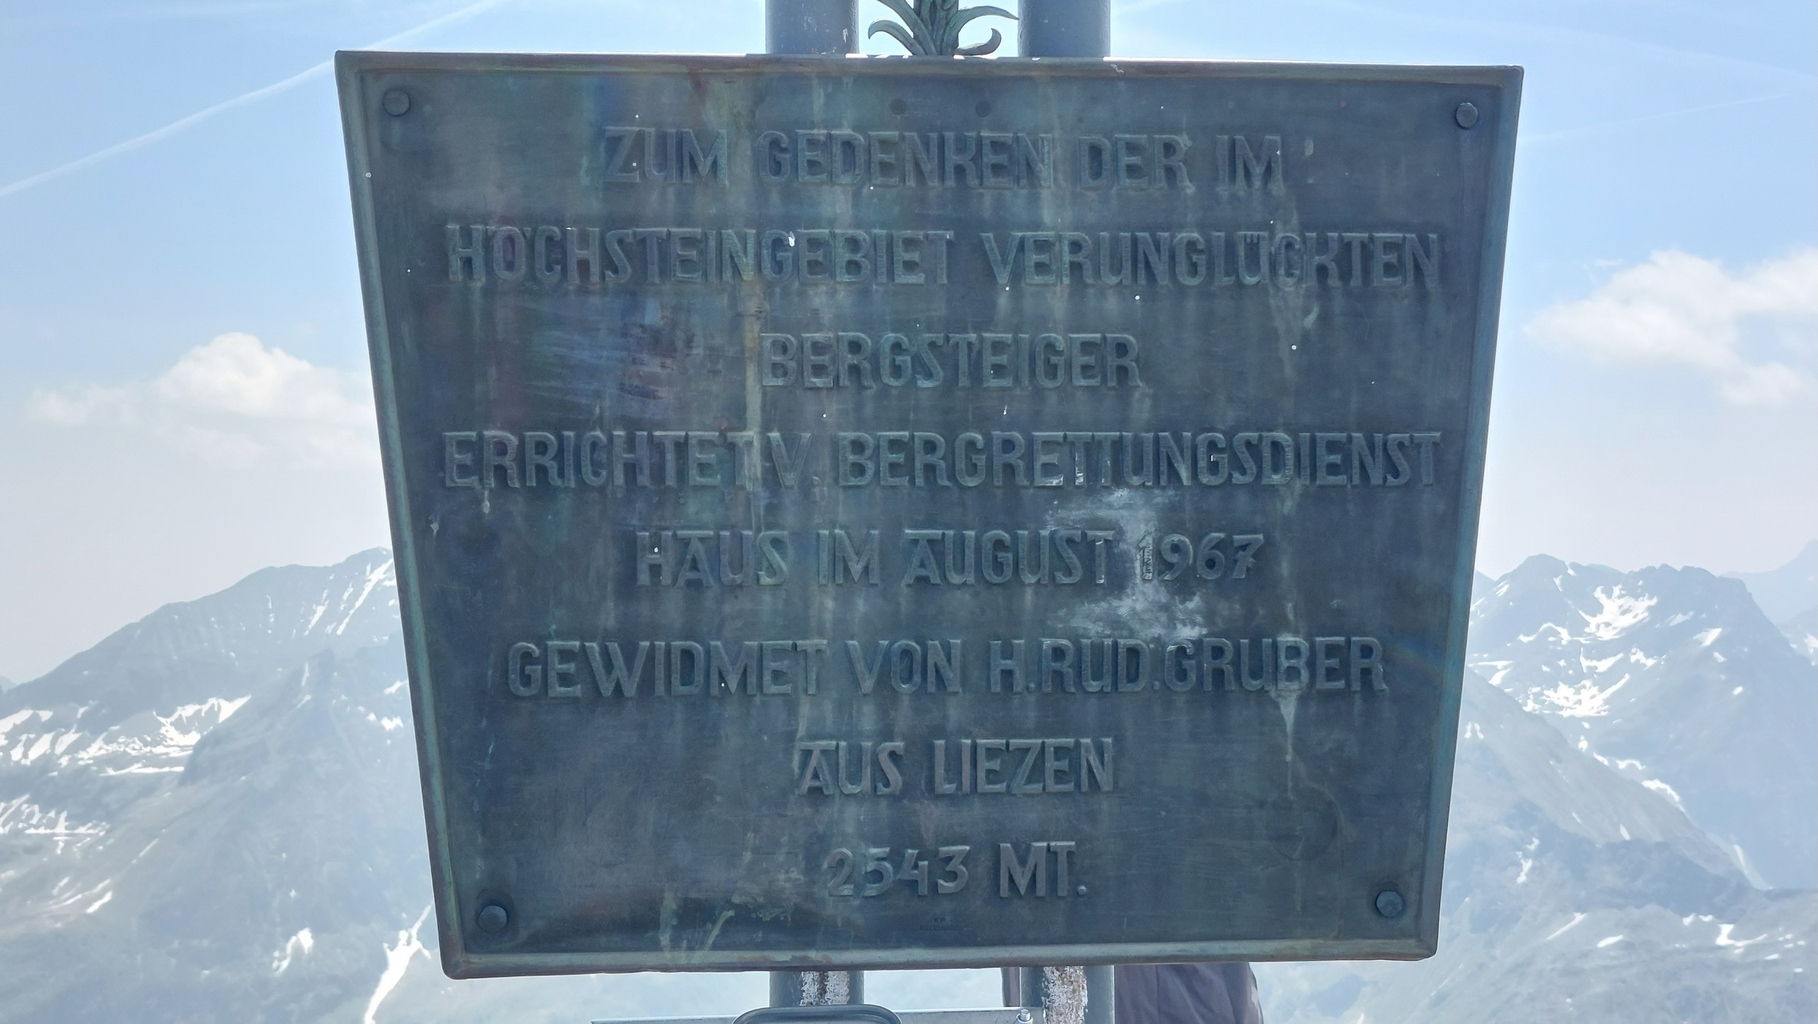 ZUM GEDENKEN DER IM
HOCHSTEINGEBIET VERUNGLÜCKTEN
BERGSTEIGER
ERRICHTET V. BERGRETTUNGSDIENST
HAUS IM AUGUST 1967
GEWIDMET VON H.RUD.GRUBER
AUS LIEZEN
2543 MT.